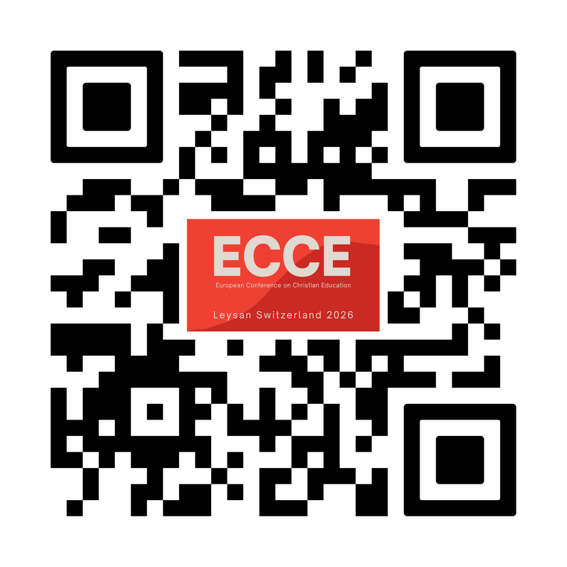 ECCE
European Conference on Christian Education
Leysan Switzerland 2026